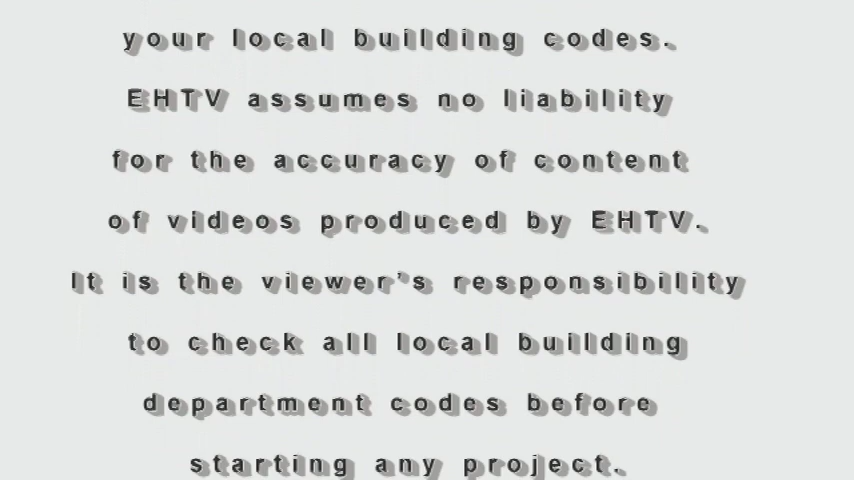 your local building codes.
EHTV assumes no liability
for the accuracy of content
of videos produced by EHTV.
It is the viewer's responsibility
to check all local building
department codes before
starting any project.